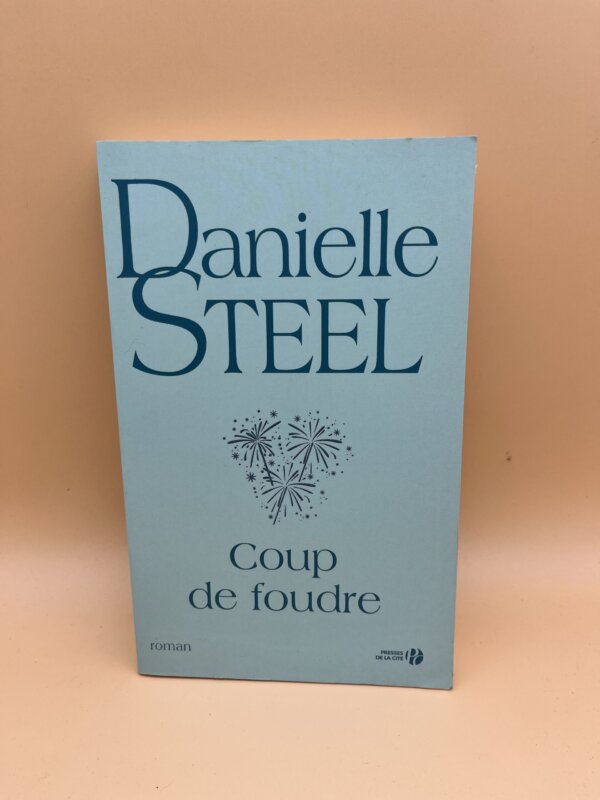 Danielle
STEEL
Coup
de foudre
roman
PRESSES
DE LA CITÉ